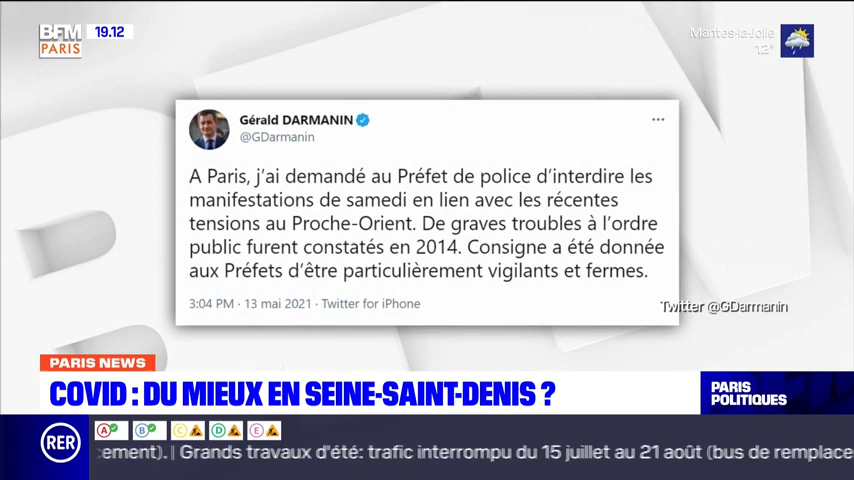 BFM
PARIS
19.12
Mantes-la-Jolie
12°
Gérald DARMANIN
@GDarmanin
A Paris, j'ai demandé au Préfet de police d'interdire les
manifestations de samedi en lien avec les récentes
tensions au Proche-Orient. De graves troubles à l'ordre
public furent constatés en 2014. Consigne a été donnée
aux Préfets d'être particulièrement vigilants et fermes.
3:04 PM · 13 mai 2021 · Twitter for iPhone
Twitter @GDarmanin
PARIS NEWS
COVID : DU MIEUX EN SEINE-SAINT-DENIS ?
PARIS
POLITIQUES
RER
A B C D E
ement). | Grands travaux d'été: trafic interrompu du 15 juillet au 21 août (bus de remplace